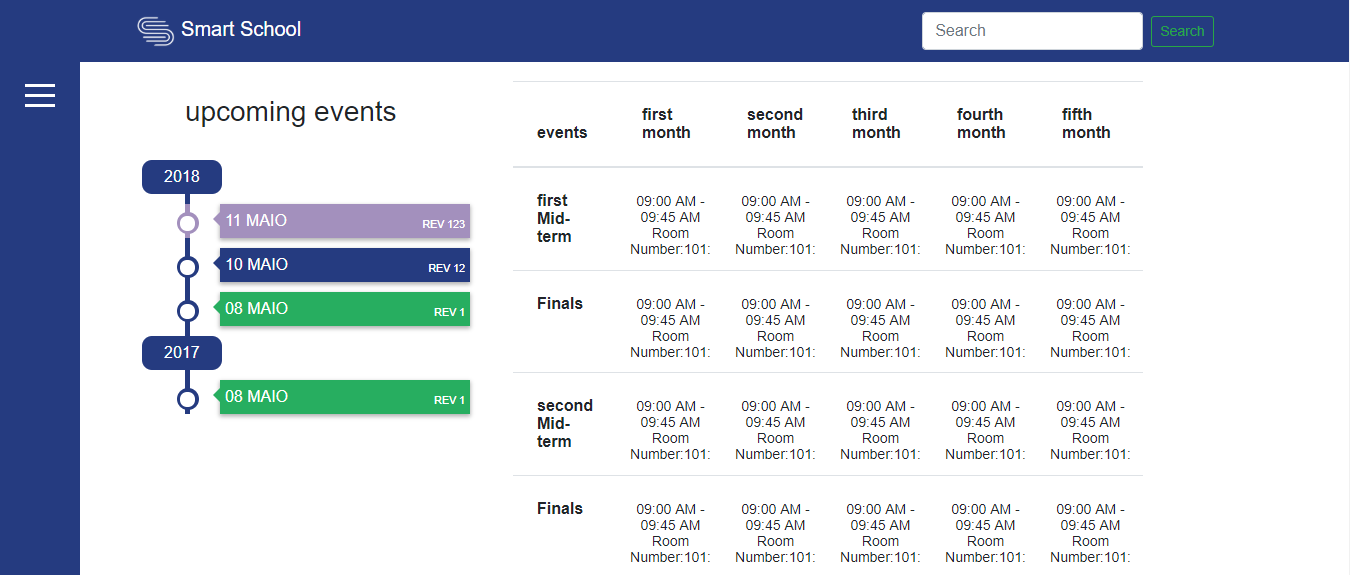 Smart School
Search
Search
upcoming events
2018
11 MAIO REV 123
10 MAIO REV 12
08 MAIO REV 1
2017
08 MAIO REV 1
events first month second month third month fourth month fifth month
first Mid-term
09:00 AM - 09:45 AM Room Number:101:
09:00 AM - 09:45 AM Room Number:101:
09:00 AM - 09:45 AM Room Number:101:
09:00 AM - 09:45 AM Room Number:101:
09:00 AM - 09:45 AM Room Number:101:
Finals
09:00 AM - 09:45 AM Room Number:101:
09:00 AM - 09:45 AM Room Number:101:
09:00 AM - 09:45 AM Room Number:101:
09:00 AM - 09:45 AM Room Number:101:
09:00 AM - 09:45 AM Room Number:101:
second Mid-term
09:00 AM - 09:45 AM Room Number:101:
09:00 AM - 09:45 AM Room Number:101:
09:00 AM - 09:45 AM Room Number:101:
09:00 AM - 09:45 AM Room Number:101:
09:00 AM - 09:45 AM Room Number:101:
Finals
09:00 AM - 09:45 AM Room Number:101:
09:00 AM - 09:45 AM Room Number:101:
09:00 AM - 09:45 AM Room Number:101:
09:00 AM - 09:45 AM Room Number:101:
09:00 AM - 09:45 AM Room Number:101: